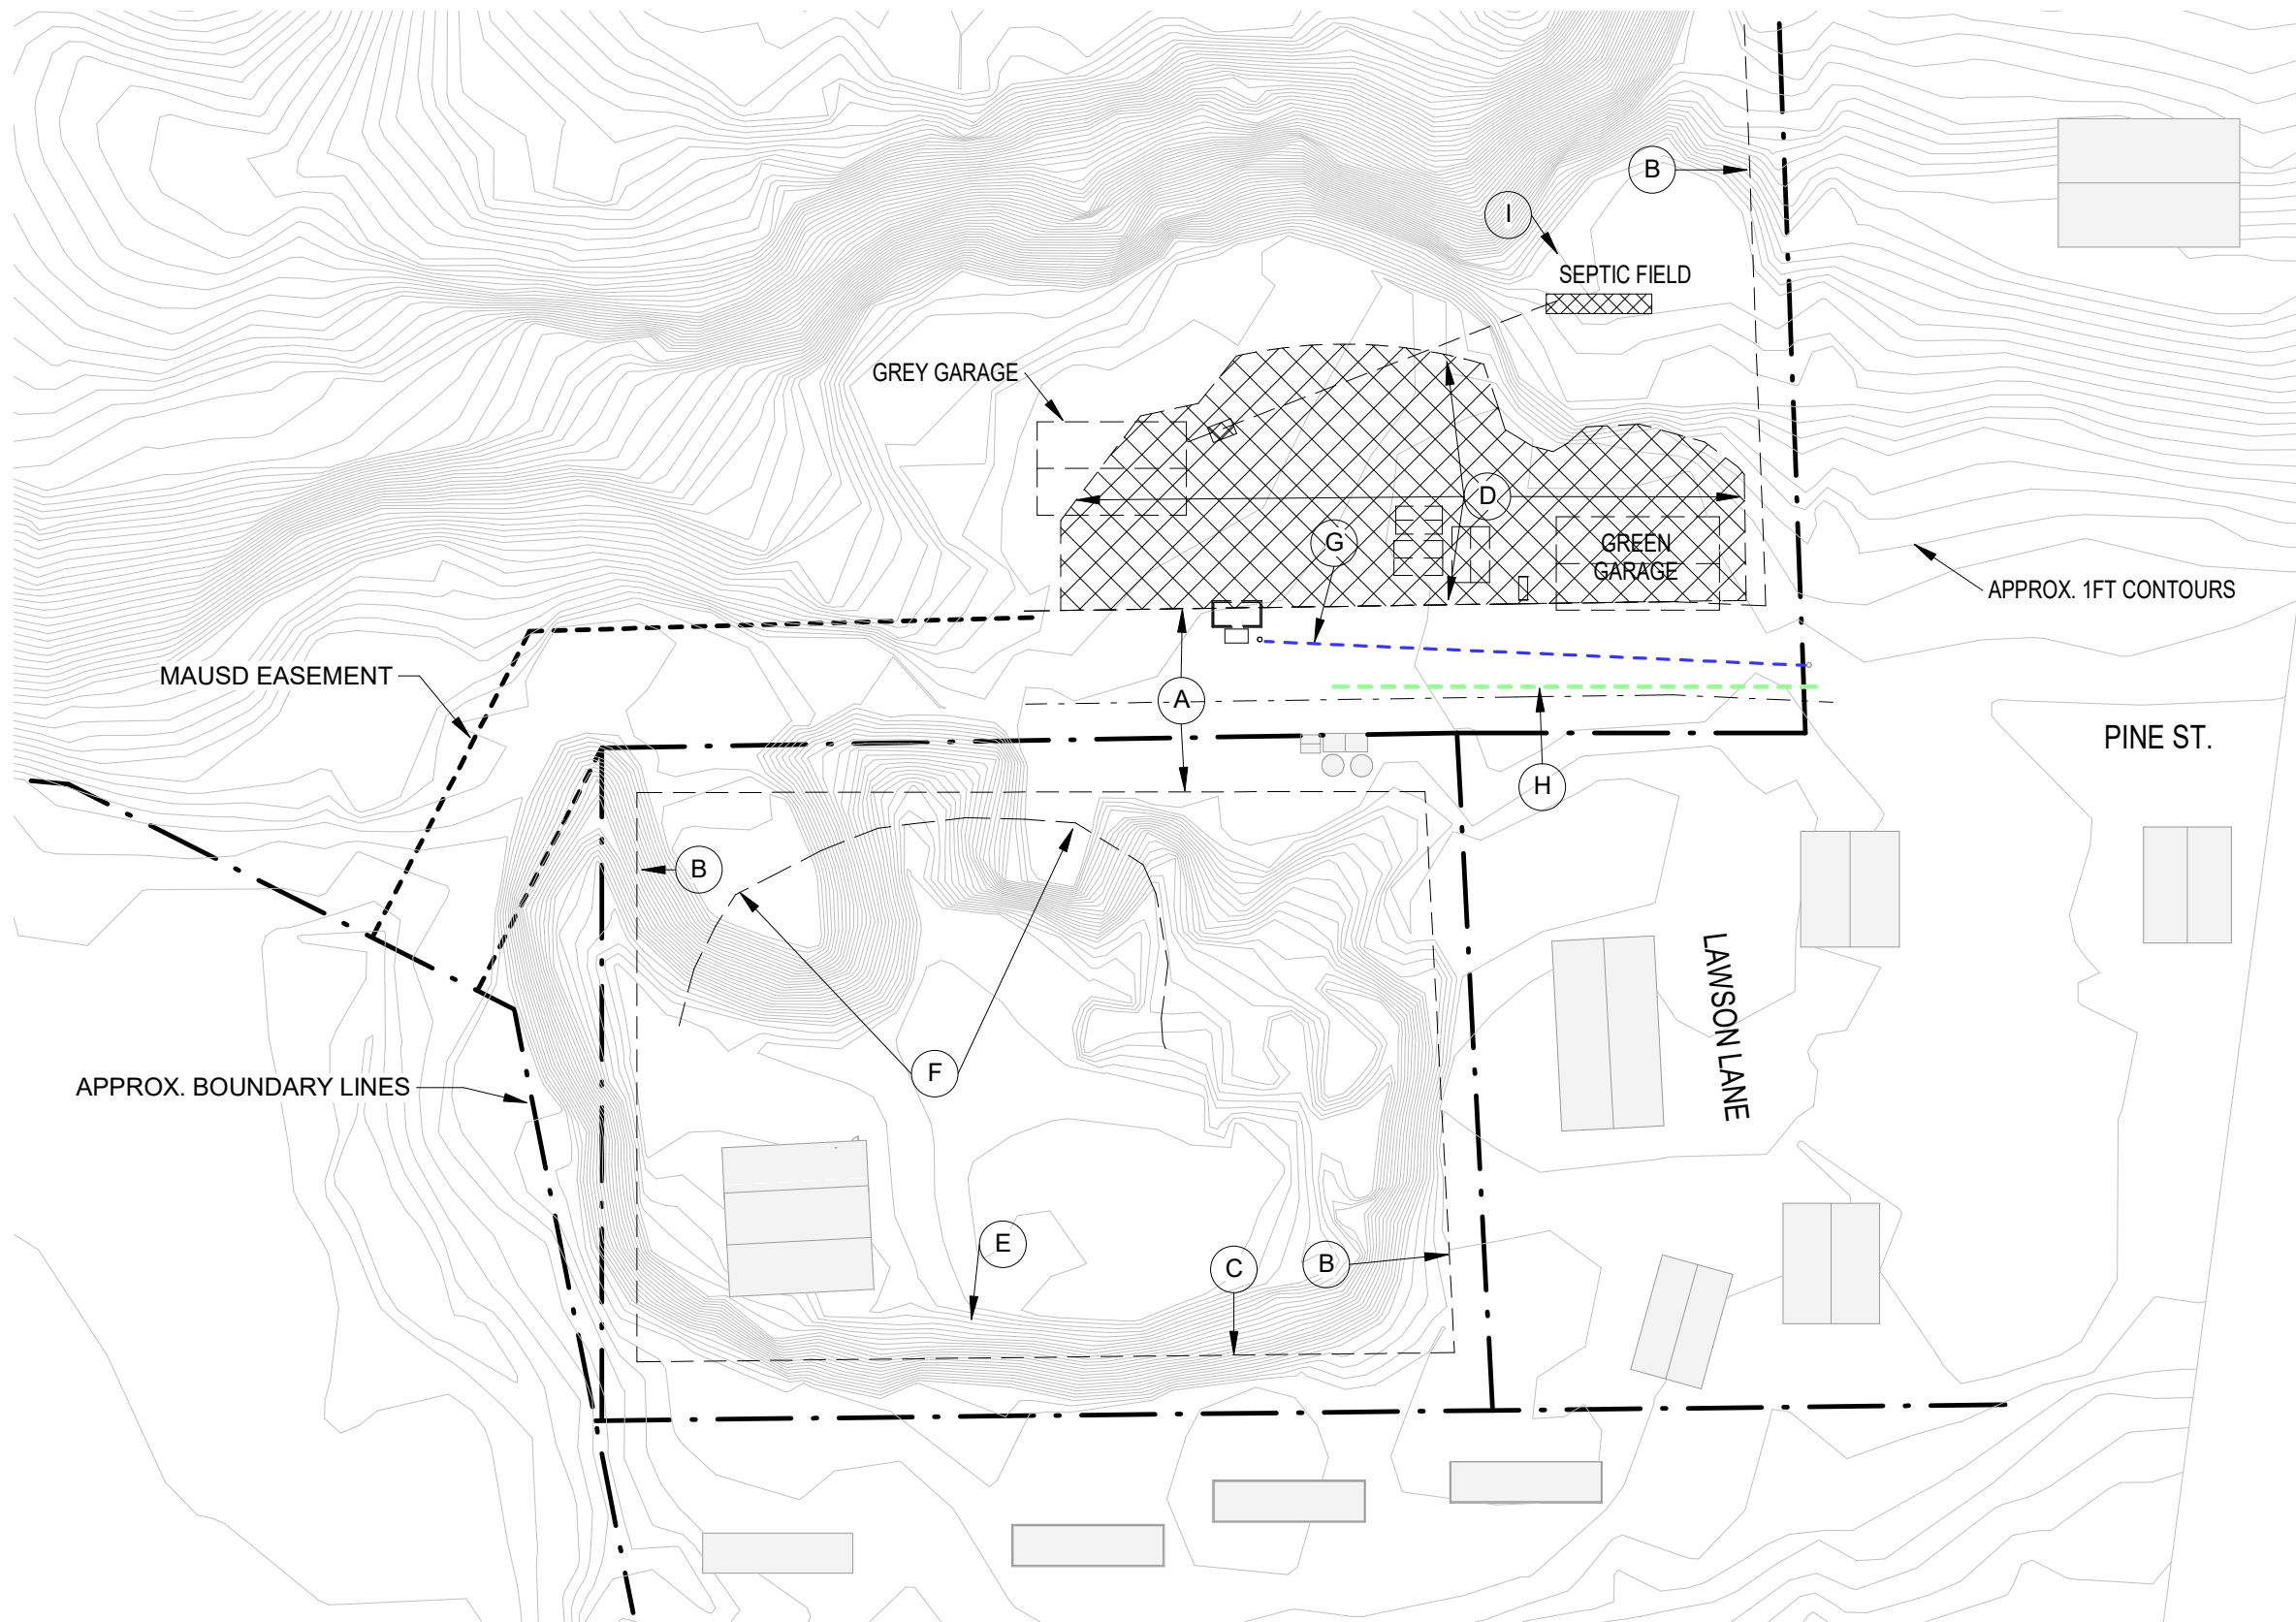 B
I
SEPTIC FIELD
GREY GARAGE
D
G
GREEN
GARAGE
APPROX. 1FT CONTOURS
MAUSD EASEMENT
A
PINE ST.
H
B
LAWSON LANE
F
APPROX. BOUNDARY LINES
E
C
B